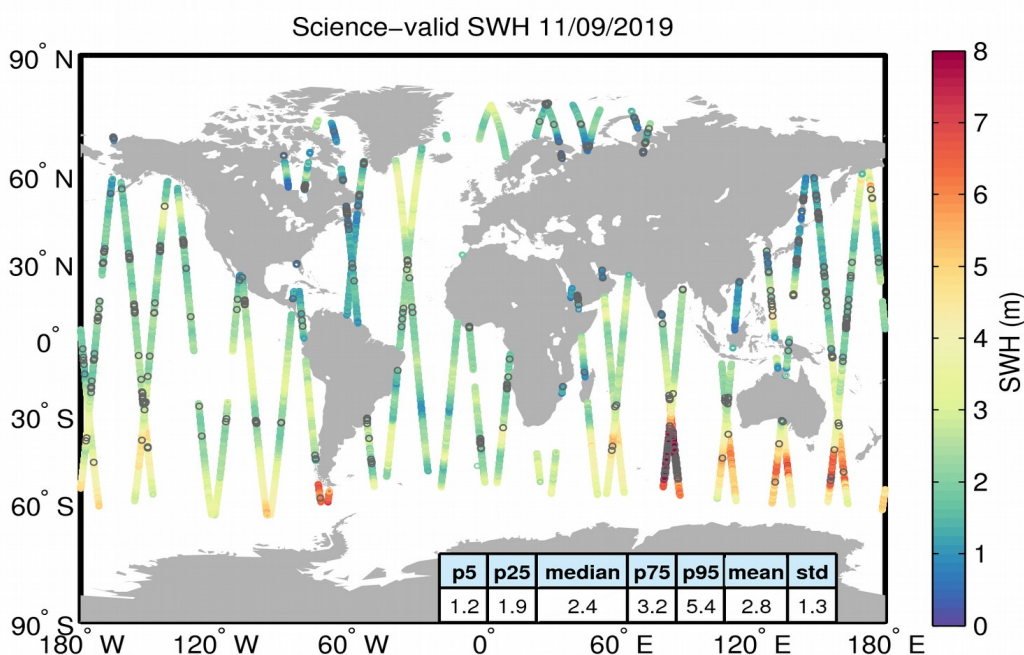 Science−valid SWH 11/09/2019
90° N
60° N
30° N
0°
30° S
60° S
90° S
180° W 120° W 60° W 0° 60° E 120° E 180° E
p5 p25 median p75 p95 mean std
1.2 1.9 2.4 3.2 5.4 2.8 1.3
8
7
6
5
4
3
2
1
0
SWH (m)